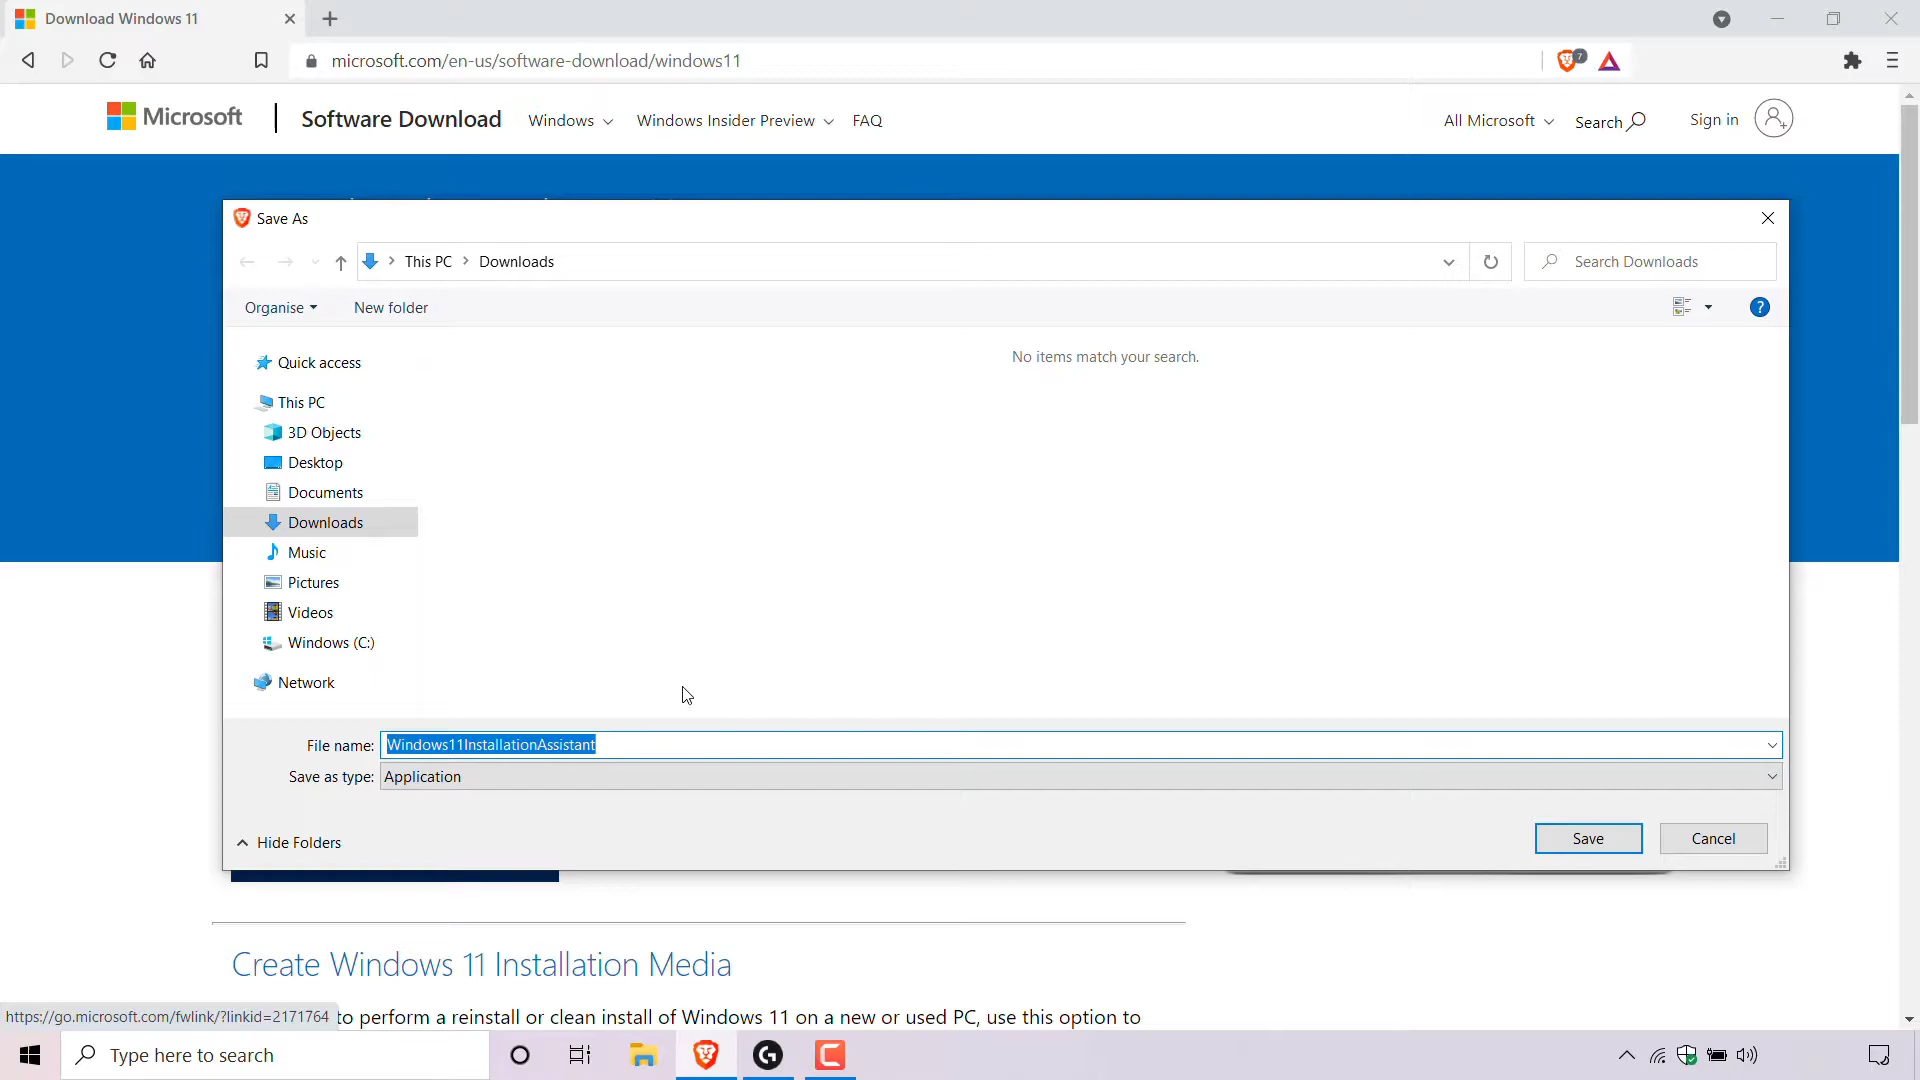 Download Windows 11
microsoft.com/en-us/software-download/windows11
7
Microsoft
Software Download
Windows
Windows Insider Preview
FAQ
All Microsoft
Search
Sign in
Save As
This PC
Downloads
Search Downloads
Organise
New folder
?
No items match your search.
Quick access
This PC
3D Objects
Desktop
Documents
Downloads
Music
Pictures
Videos
Windows (C:)
Network
File name:
Windows11InstallationAssistant
Save as type:
Application
Hide Folders
Save
Cancel
Create Windows 11 Installation Media
to perform a reinstall or clean install of Windows 11 on a new or used PC, use this option to
https://go.microsoft.com/fwlink/?linkid=2171764
Type here to search